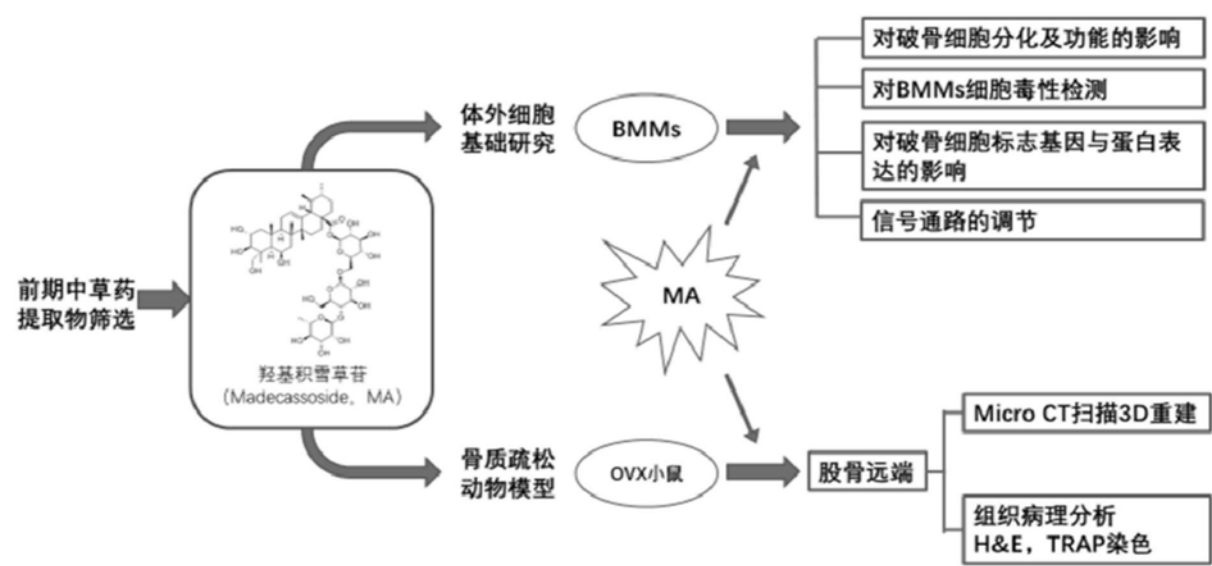 前期中草药
提取物筛选
羟基积雪草苷
(Madecassoside, MA)
体外细胞
基础研究
BMMs
对破骨细胞分化及功能的影响
对BMMs细胞毒性检测
对破骨细胞标志基因与蛋白表
达的影响
信号通路的调节
MA
骨质疏松
动物模型
OVX小鼠
股骨远端
Micro CT扫描3D重建
组织病理分析
H&E，TRAP染色